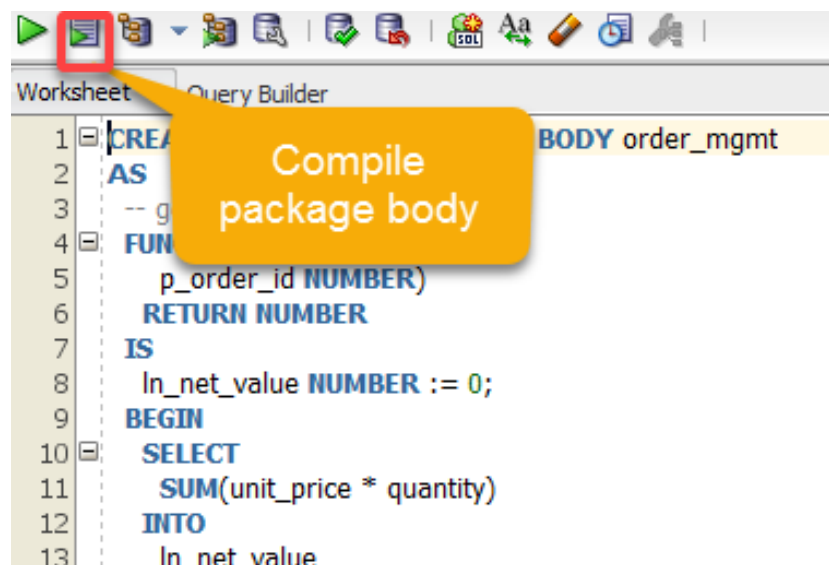 SQL
Aa
Worksheet Query Builder
Compile
package body
1 CREA BODY order_mgmt
2 AS
3 -- g
4 FUN
5 p_order_id NUMBER)
6 RETURN NUMBER
7 IS
8 ln_net_value NUMBER := 0;
9 BEGIN
10 SELECT
11 SUM(unit_price * quantity)
12 INTO
13 ln_net_value